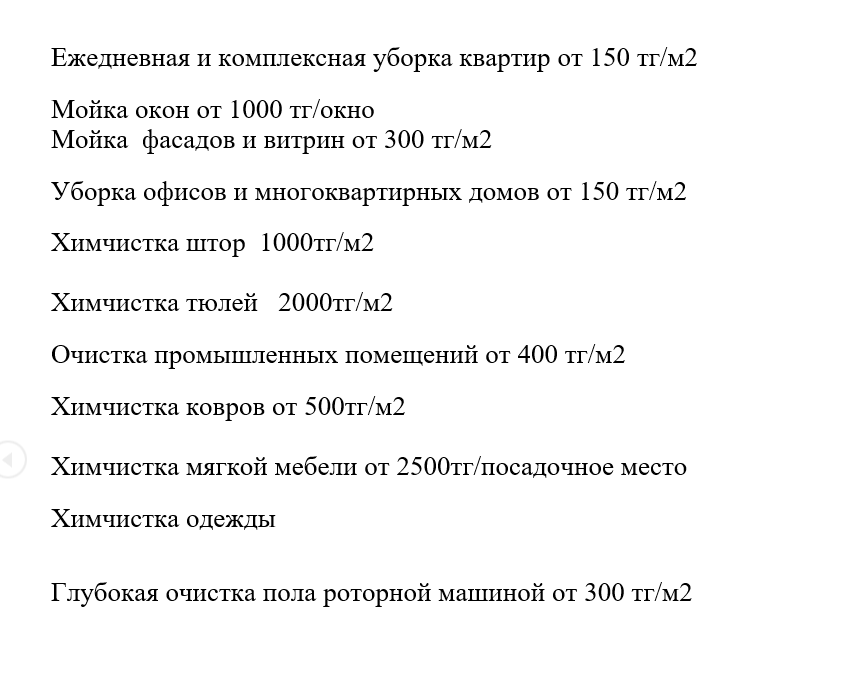 Ежедневная и комплексная уборка квартир от 150 тг/м2
Мойка окон от 1000 тг/окно
Мойка  фасадов и витрин от 300 тг/м2
Уборка офисов и многоквартирных домов от 150 тг/м2
Химчистка штор  1000тг/м2
Химчистка тюлей   2000тг/м2
Очистка промышленных помещений от 400 тг/м2
Химчистка ковров от 500тг/м2
Химчистка мягкой мебели от 2500тг/посадочное место
Химчистка одежды
Глубокая очистка пола роторной машиной от 300 тг/м2